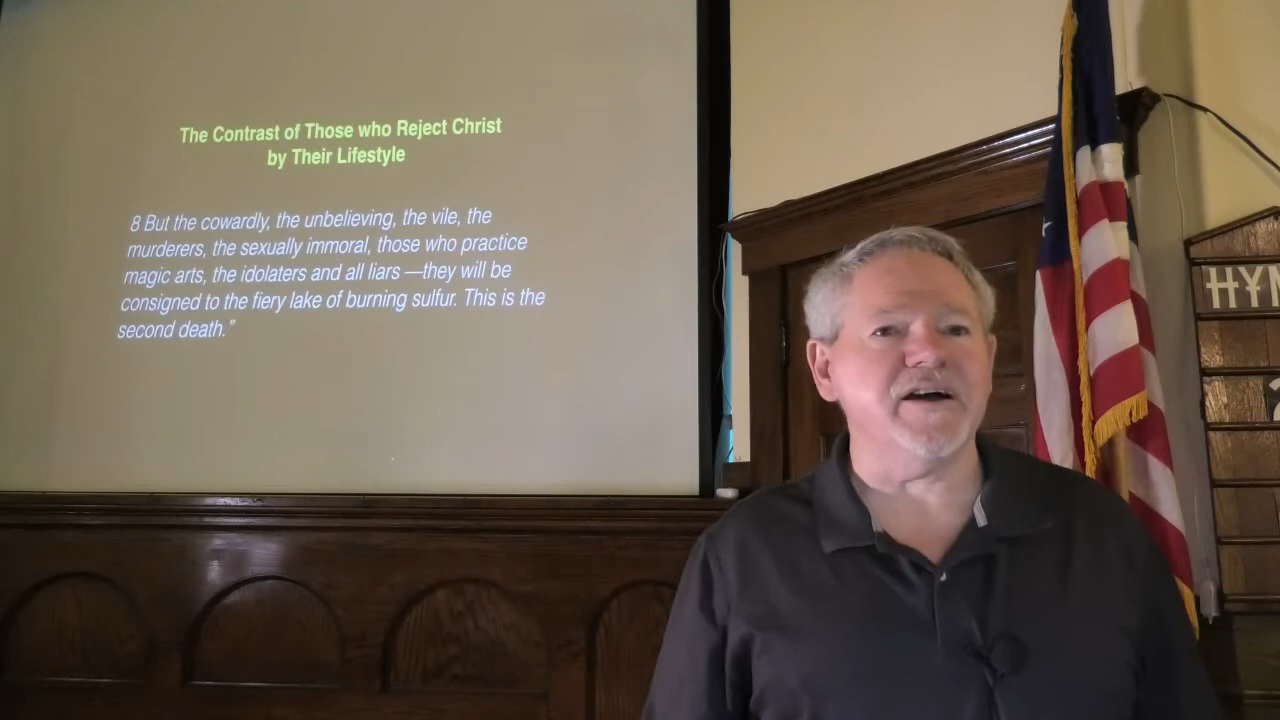 The Contrast of Those who Reject Christ
by Their Lifestyle
8 But the cowardly, the unbelieving, the vile, the
murderers, the sexually immoral, those who practice
magic arts, the idolaters and all liars —they will be
consigned to the fiery lake of burning sulfur. This is the
second death.”
HYM